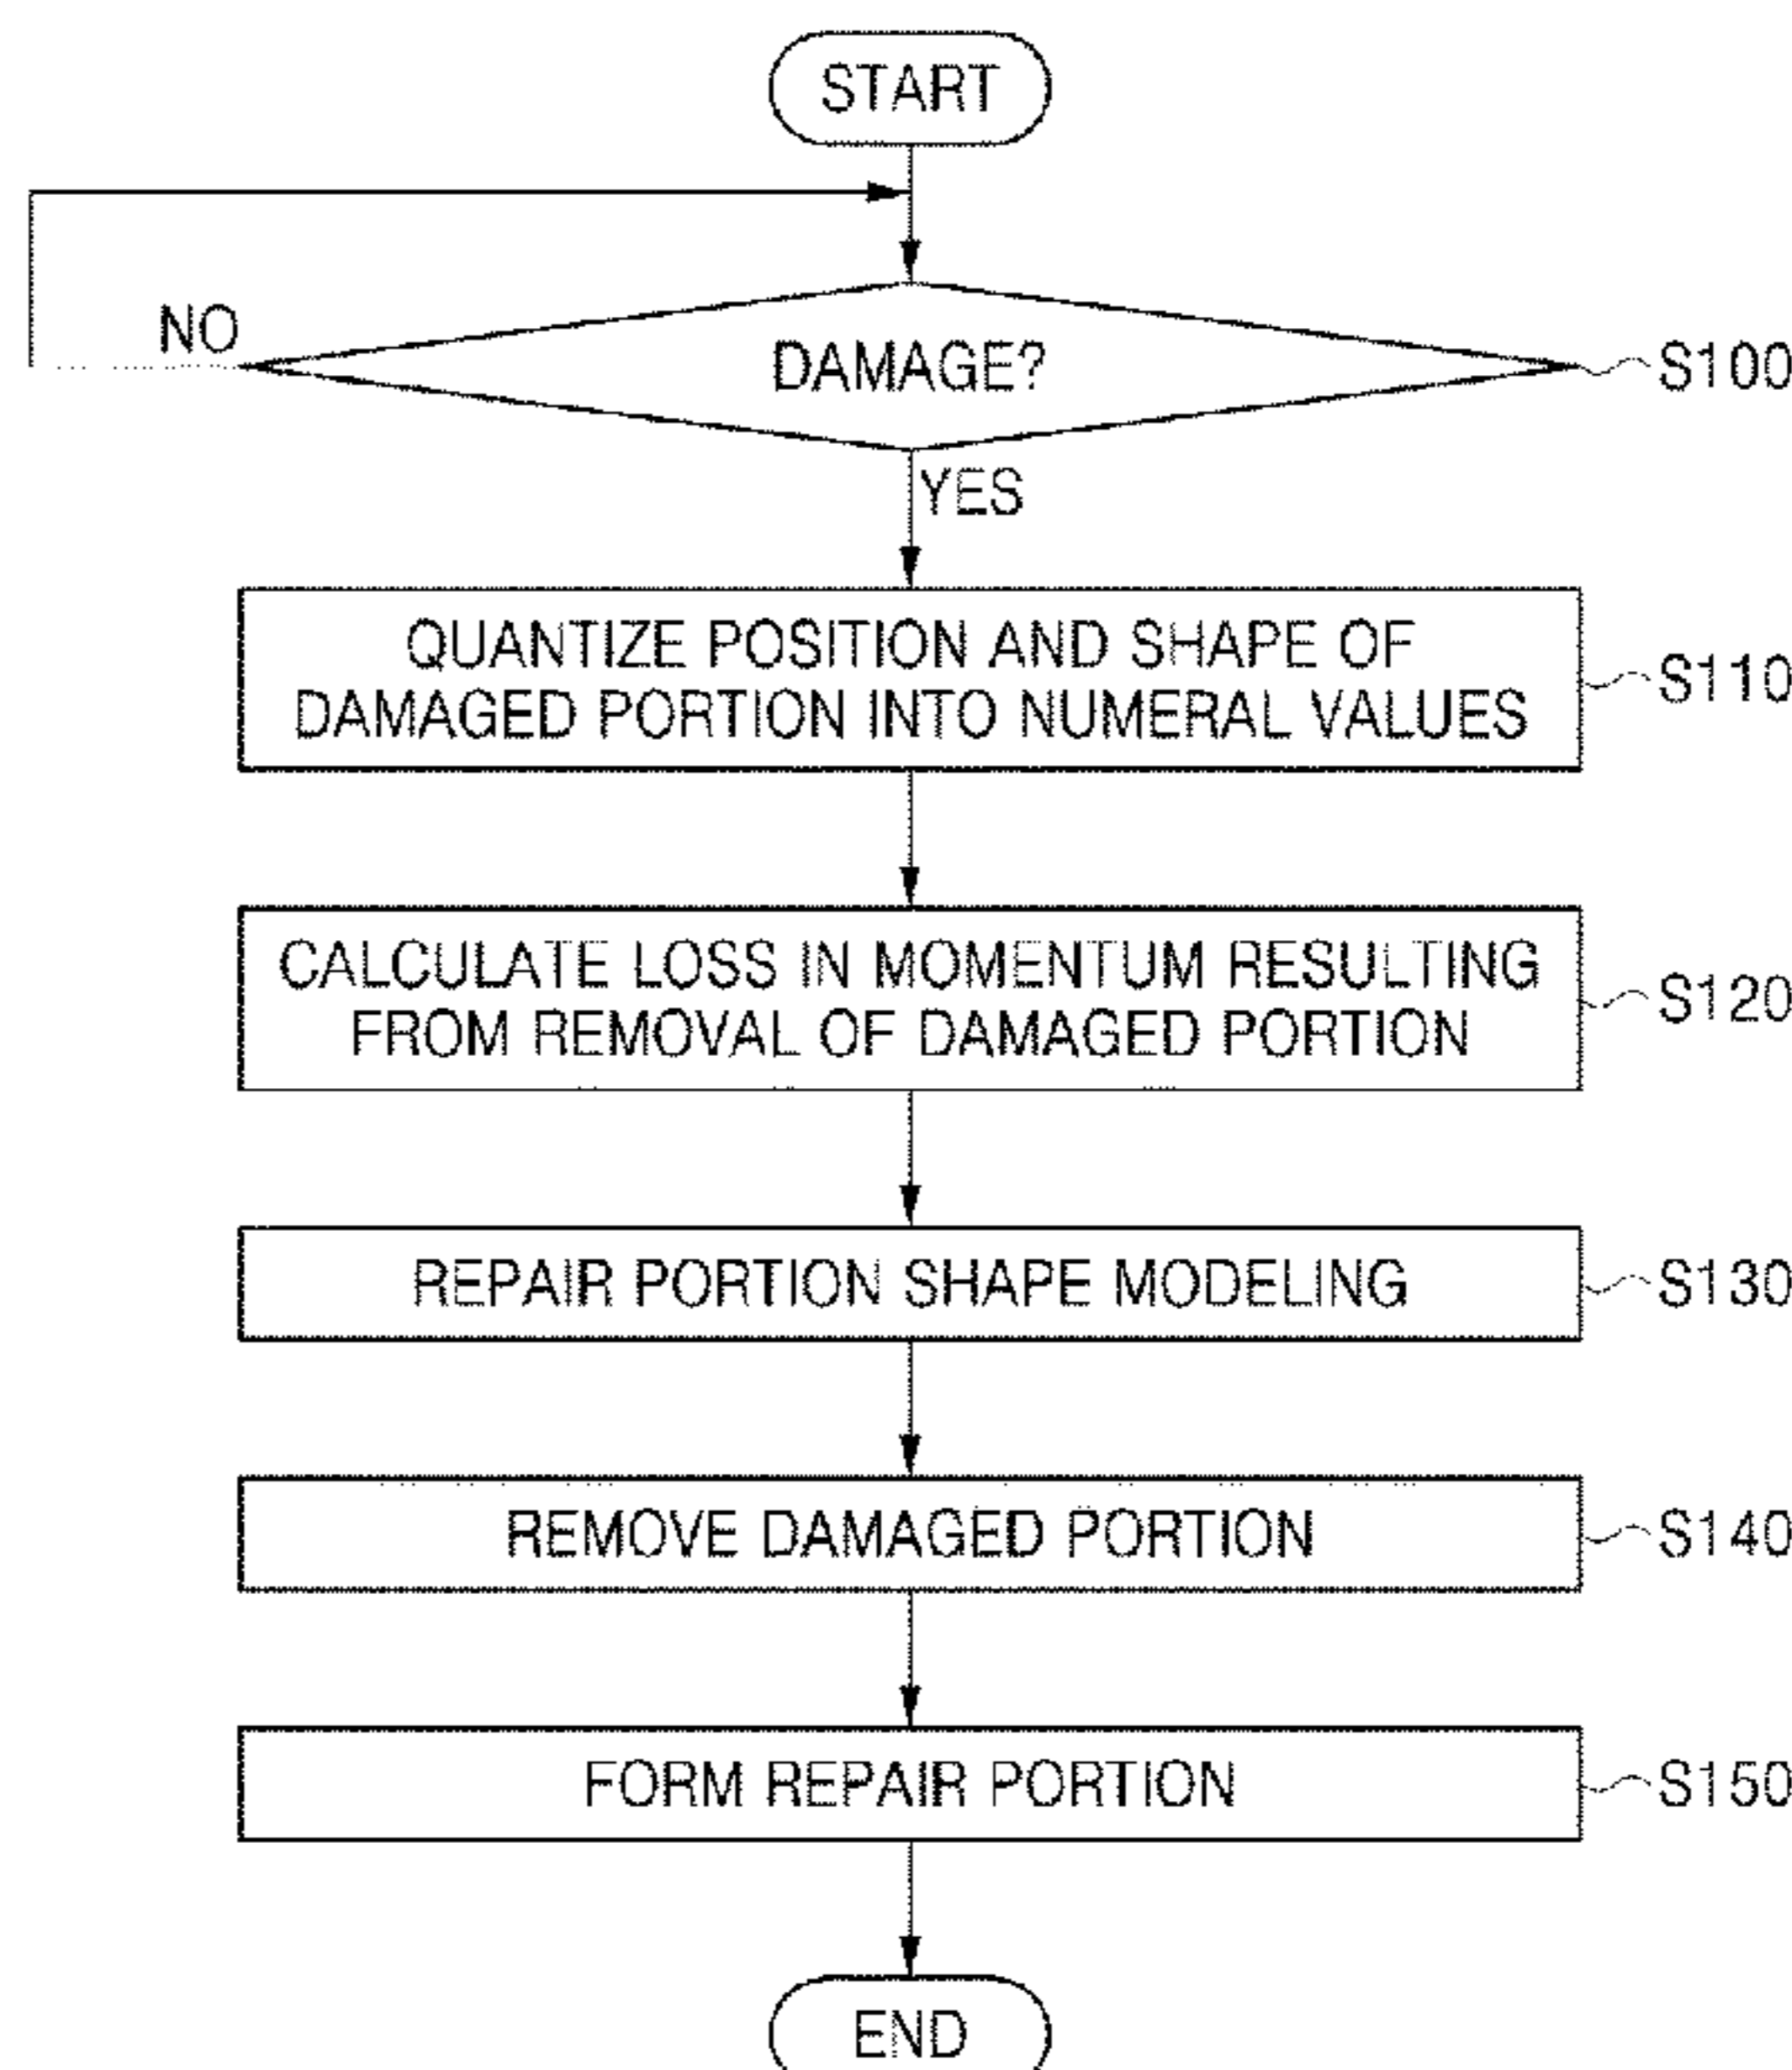 START
NO
DAMAGE?
S100
YES
QUANTIZE POSITION AND SHAPE OF
DAMAGED PORTION INTO NUMERAL VALUES
S110
CALCULATE LOSS IN MOMENTUM RESULTING
FROM REMOVAL OF DAMAGED PORTION
S120
REPAIR PORTION SHAPE MODELING
S130
REMOVE DAMAGED PORTION
S140
FORM REPAIR PORTION
S150
END